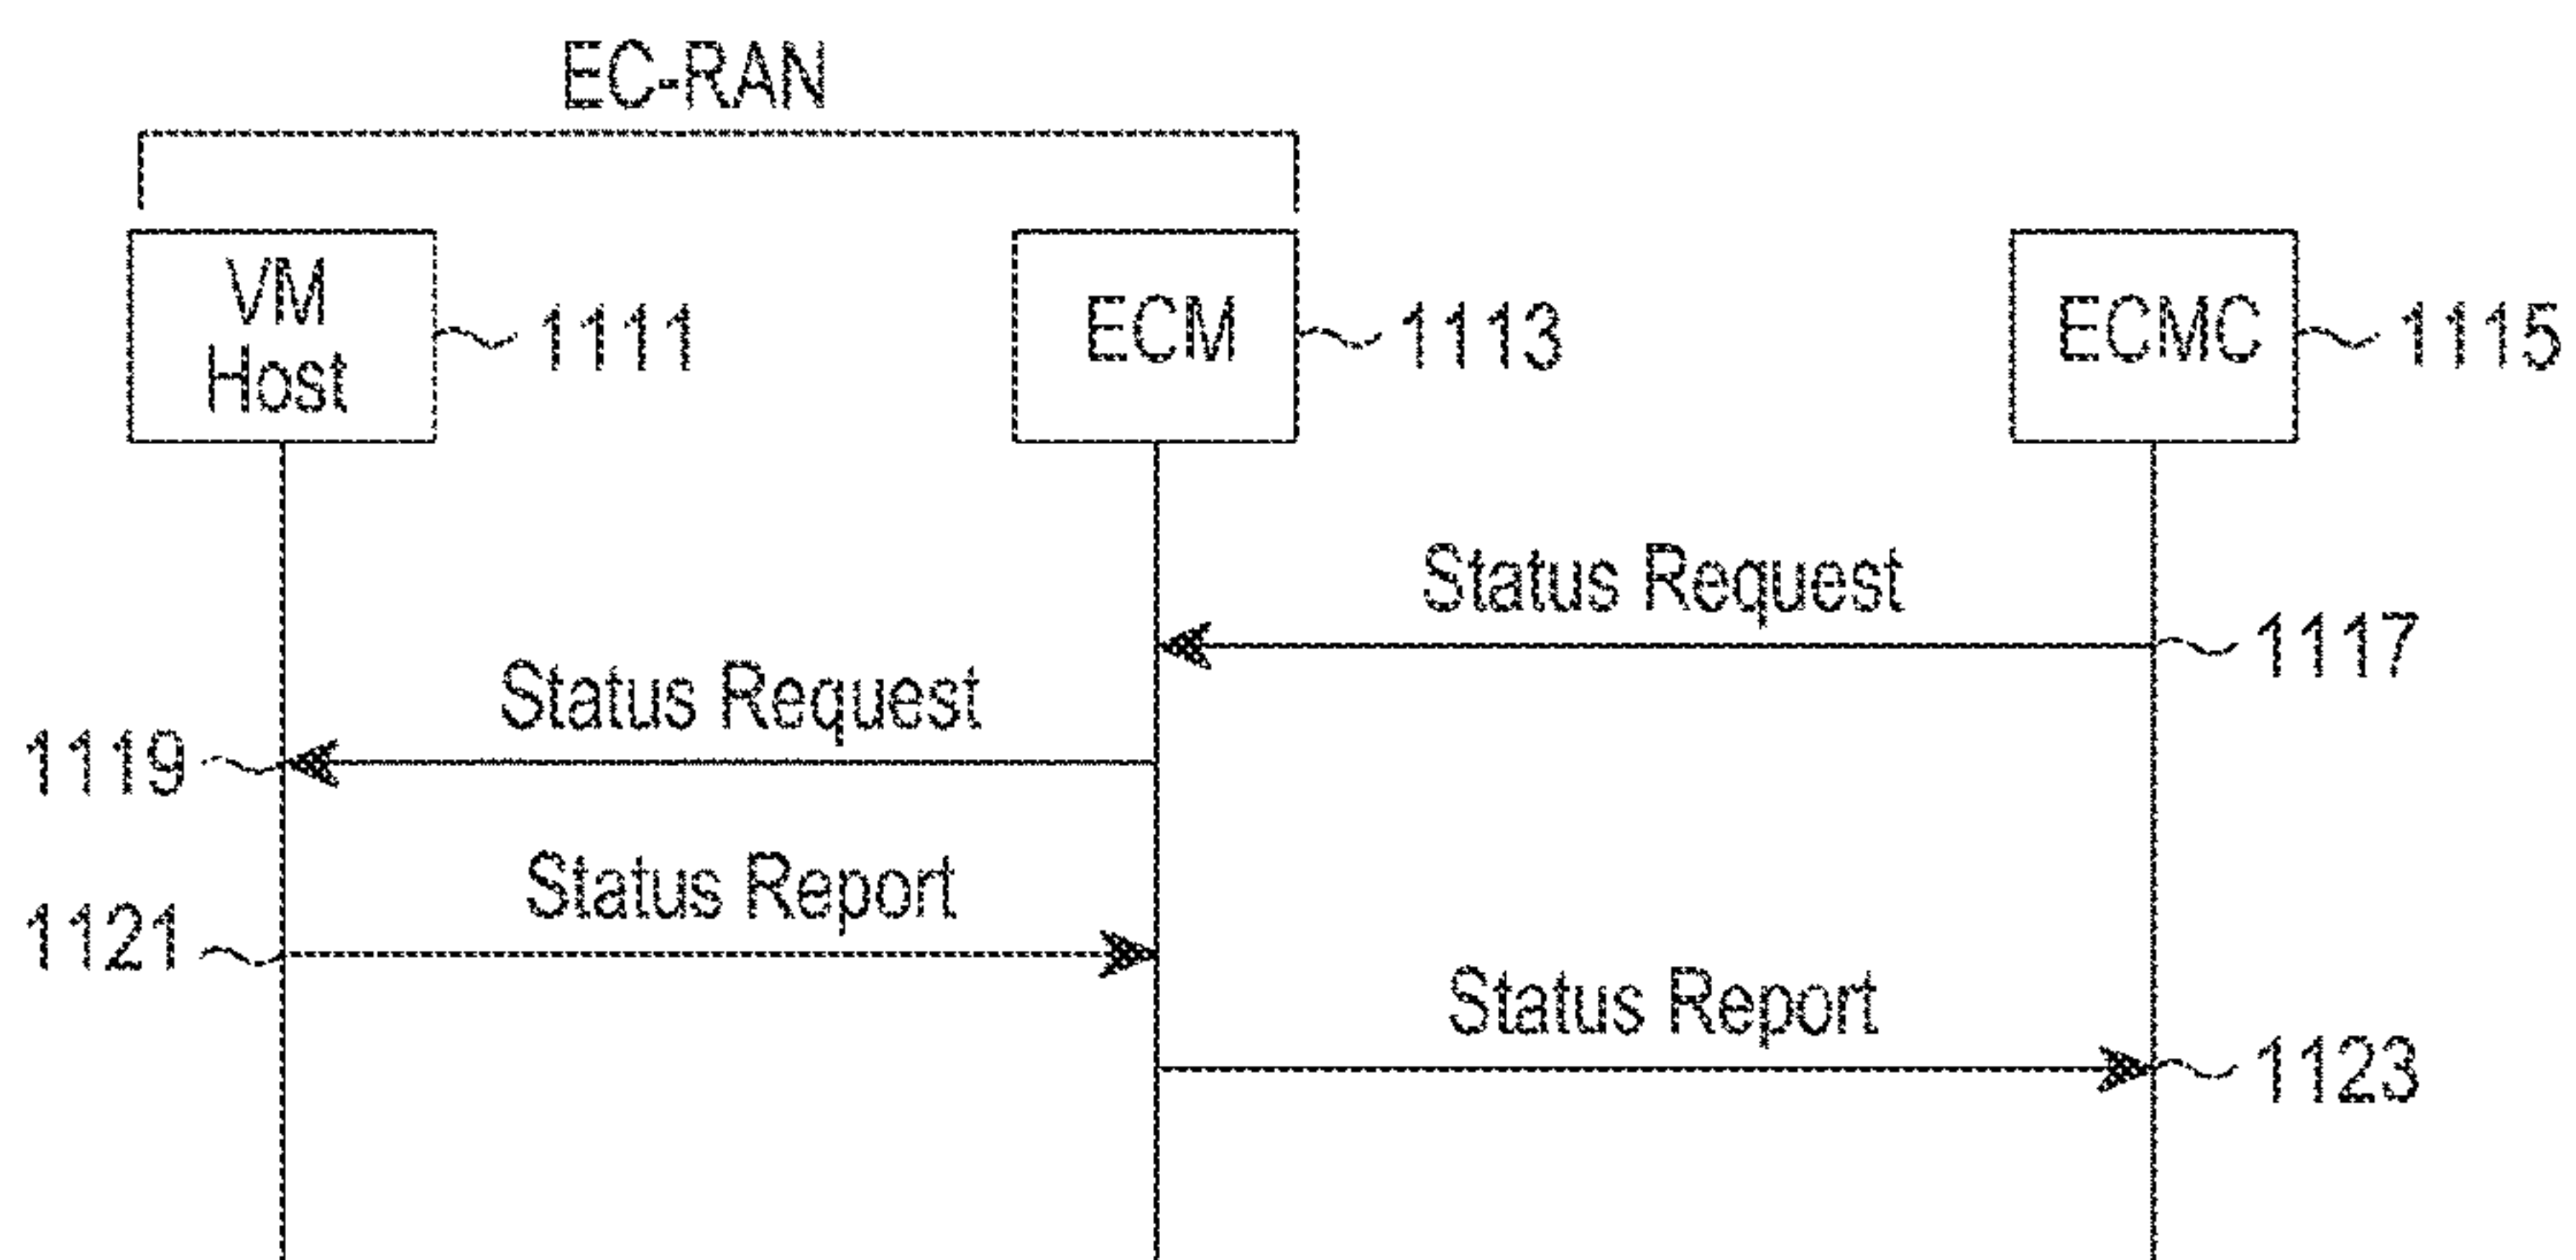 EC-RAN
VM
Host
1111
ECM
1113
ECMC
1115
Status Request
1117
Status Request
1119
Status Report
1121
Status Report
1123